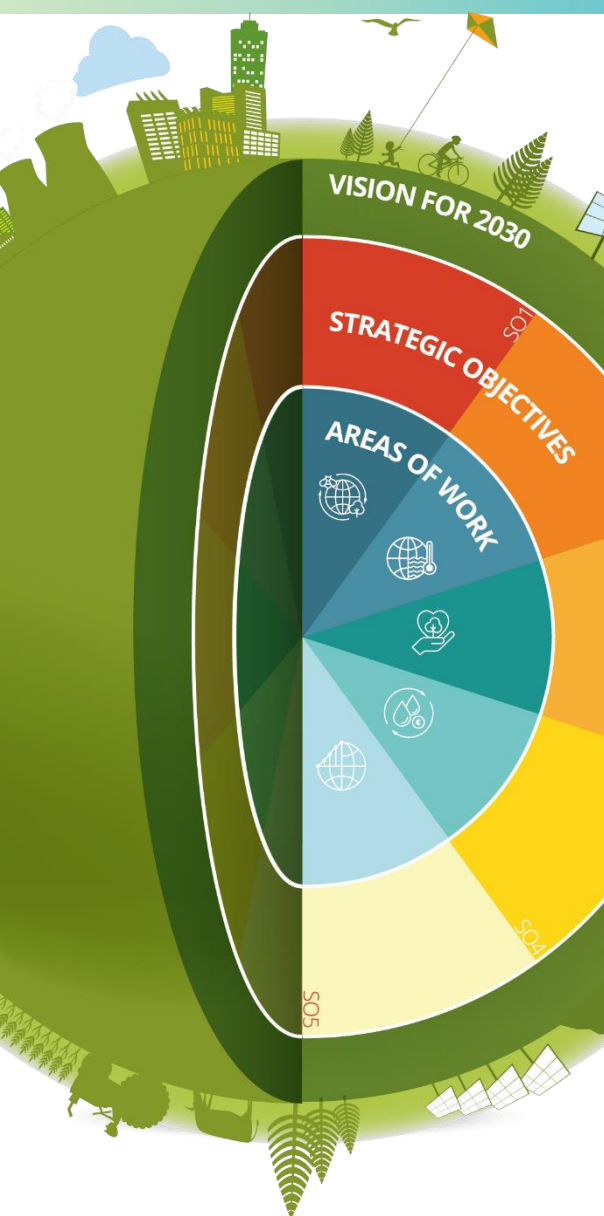 VISION FOR 2030
STRATEGIC OBJECTIVES
SO1
AREAS OF WORK
SO4
SO5